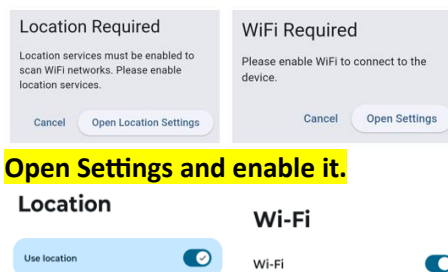 Location Required
Location services must be enabled to
scan WiFi networks. Please enable
location services.
Cancel Open Location Settings
WiFi Required
Please enable WiFi to connect to the
device.
Cancel Open Settings
Open Settings and enable it.
Location
Use location
Wi-Fi
Wi-Fi